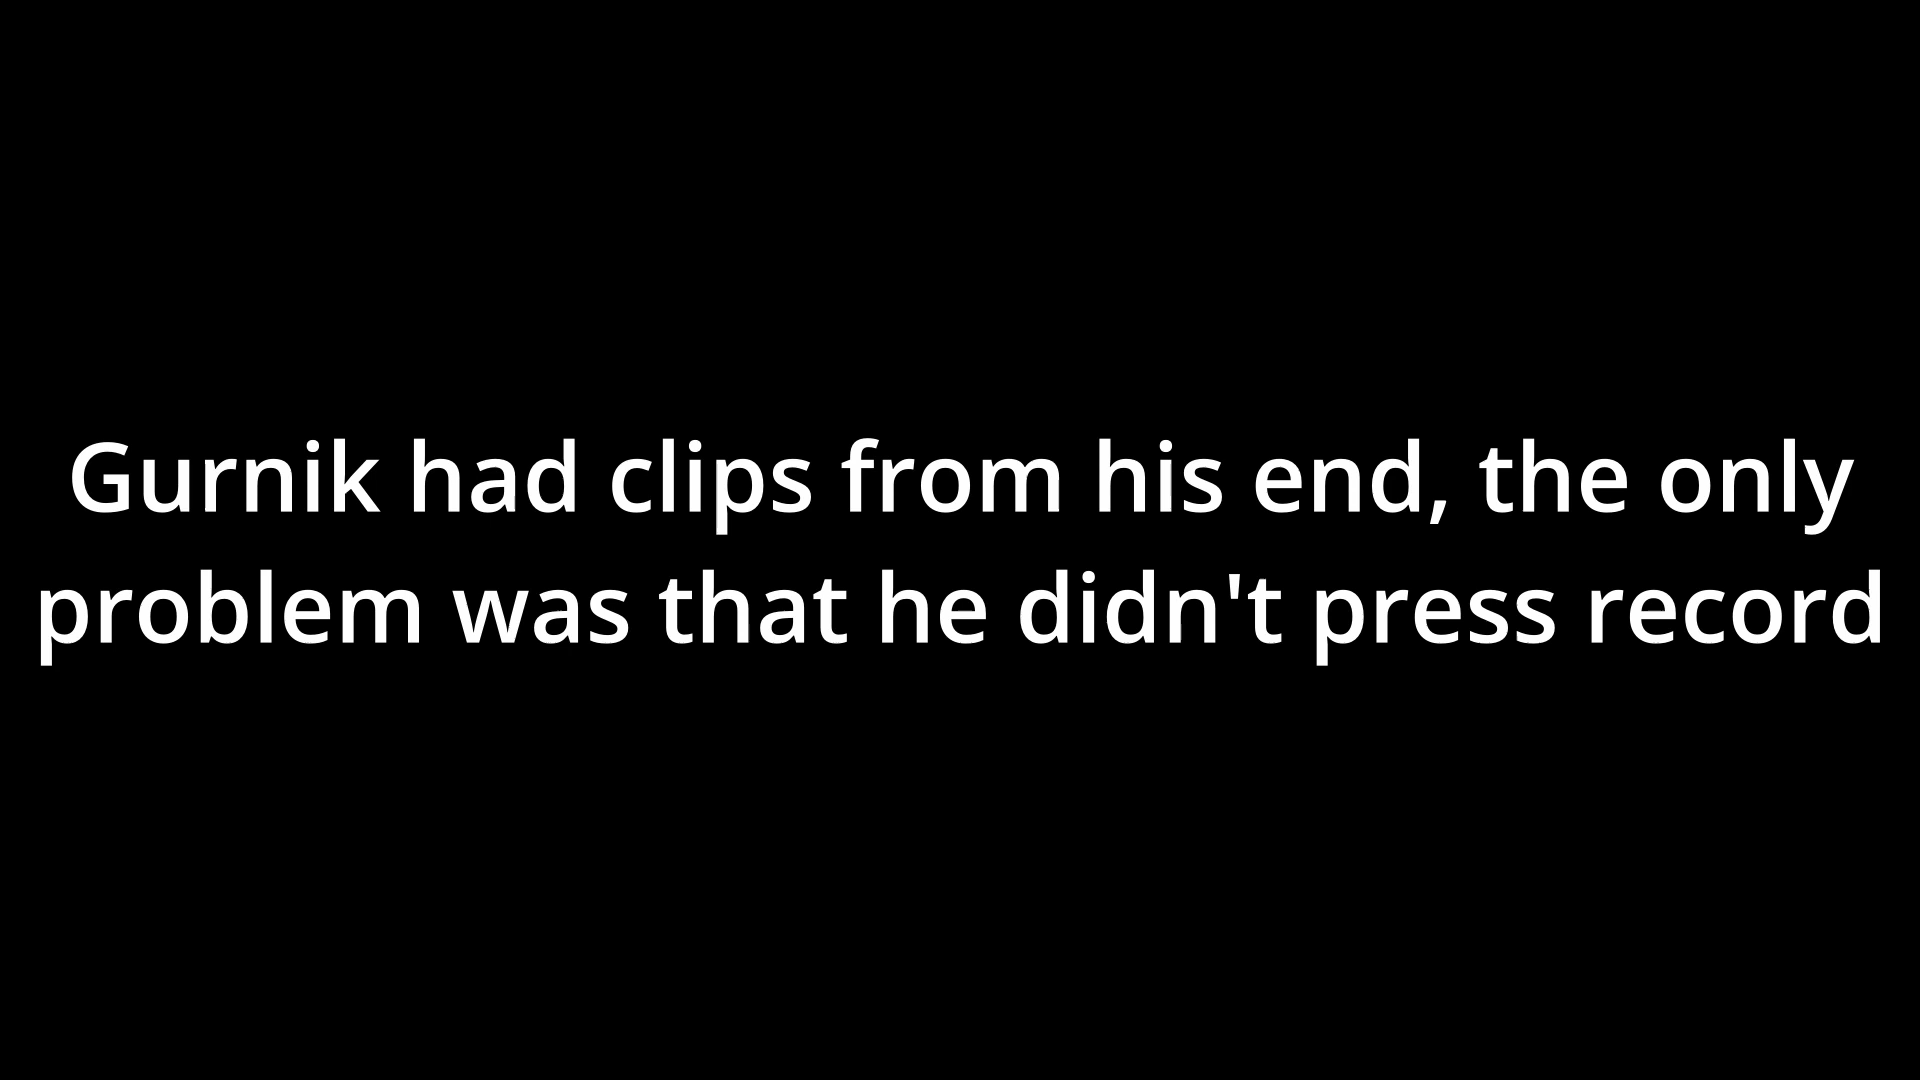 Gurnik had clips from his end, the only
problem was that he didn't press record